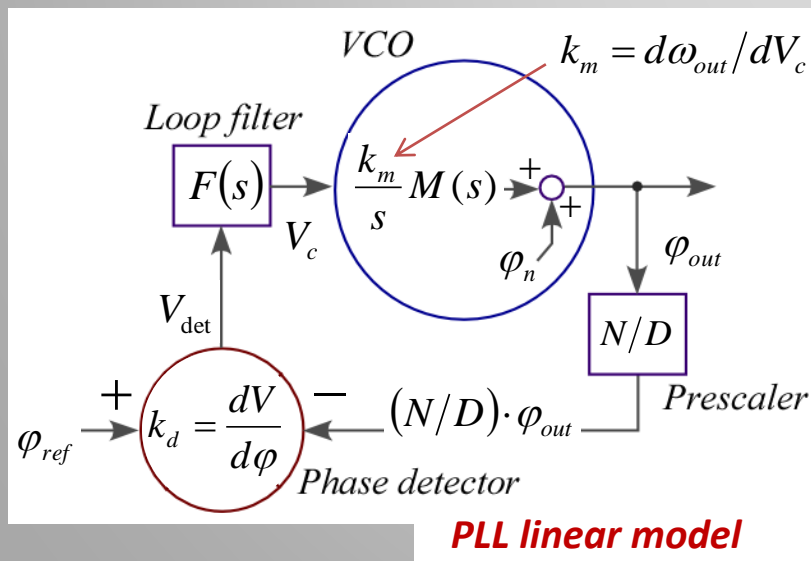 VCO
k_m = dω_out/dV_c
Loop filter
F(s)
k_m/s M(s)
+
+
V_c
φ_n
φ_out
V_det
N/D
Prescaler
+
−
φ_ref
k_d = dV/dφ
(N/D)·φ_out
Phase detector
PLL linear model